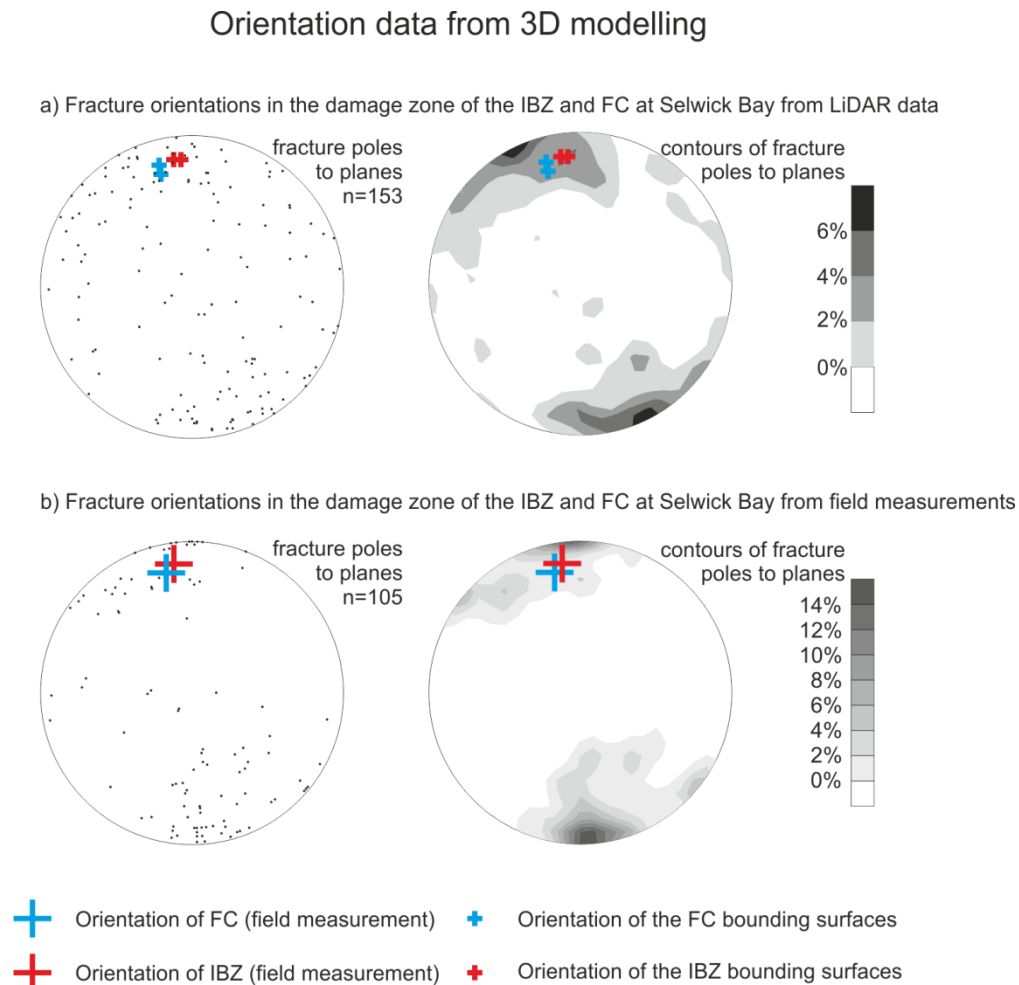 Orientation data from 3D modelling
a) Fracture orientations in the damage zone of the IBZ and FC at Selwick Bay from LiDAR data
fracture poles
to planes
n=153
contours of fracture
poles to planes
6%
4%
2%
0%
b) Fracture orientations in the damage zone of the IBZ and FC at Selwick Bay from field measurements
fracture poles
to planes
n=105
contours of fracture
poles to planes
14%
12%
10%
8%
6%
4%
2%
0%
Orientation of FC (field measurement)
Orientation of the FC bounding surfaces
Orientation of IBZ (field measurement)
Orientation of the IBZ bounding surfaces